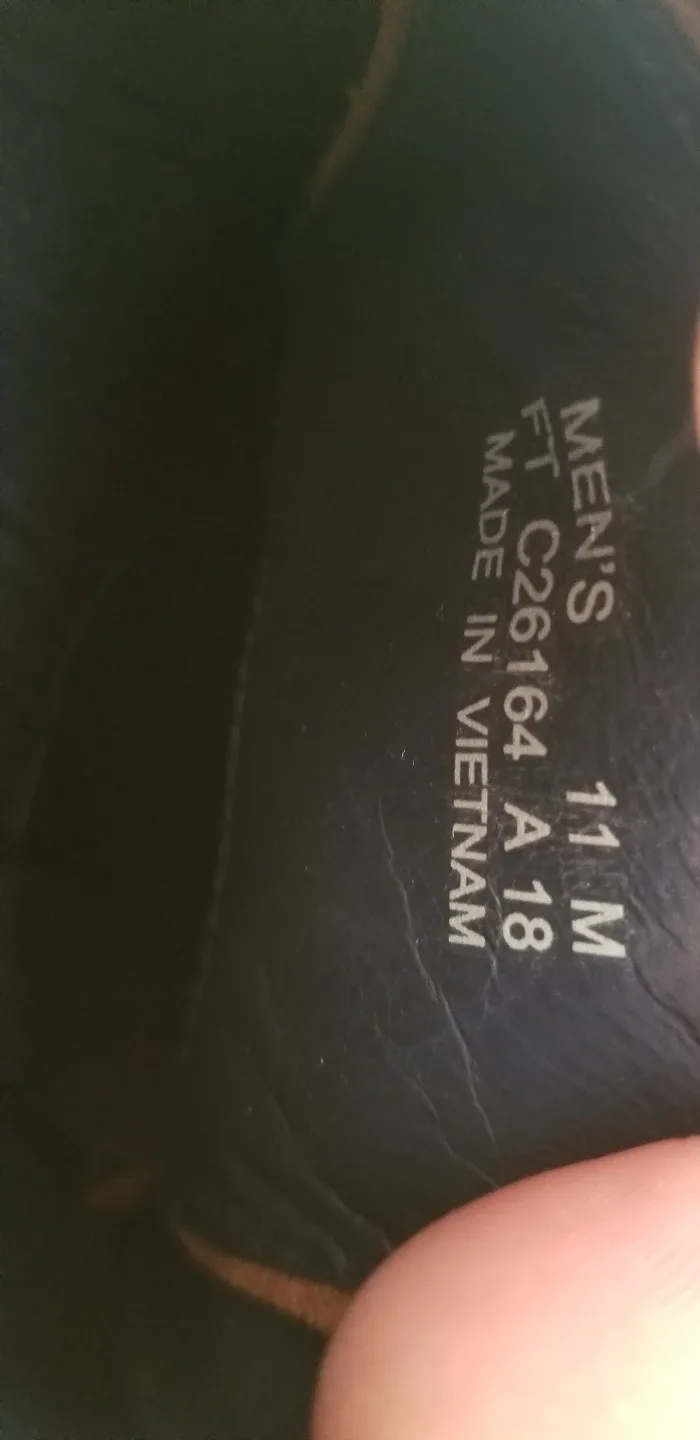 MEN'S 11 M
FT C26164 A 18
MADE IN VIETNAM